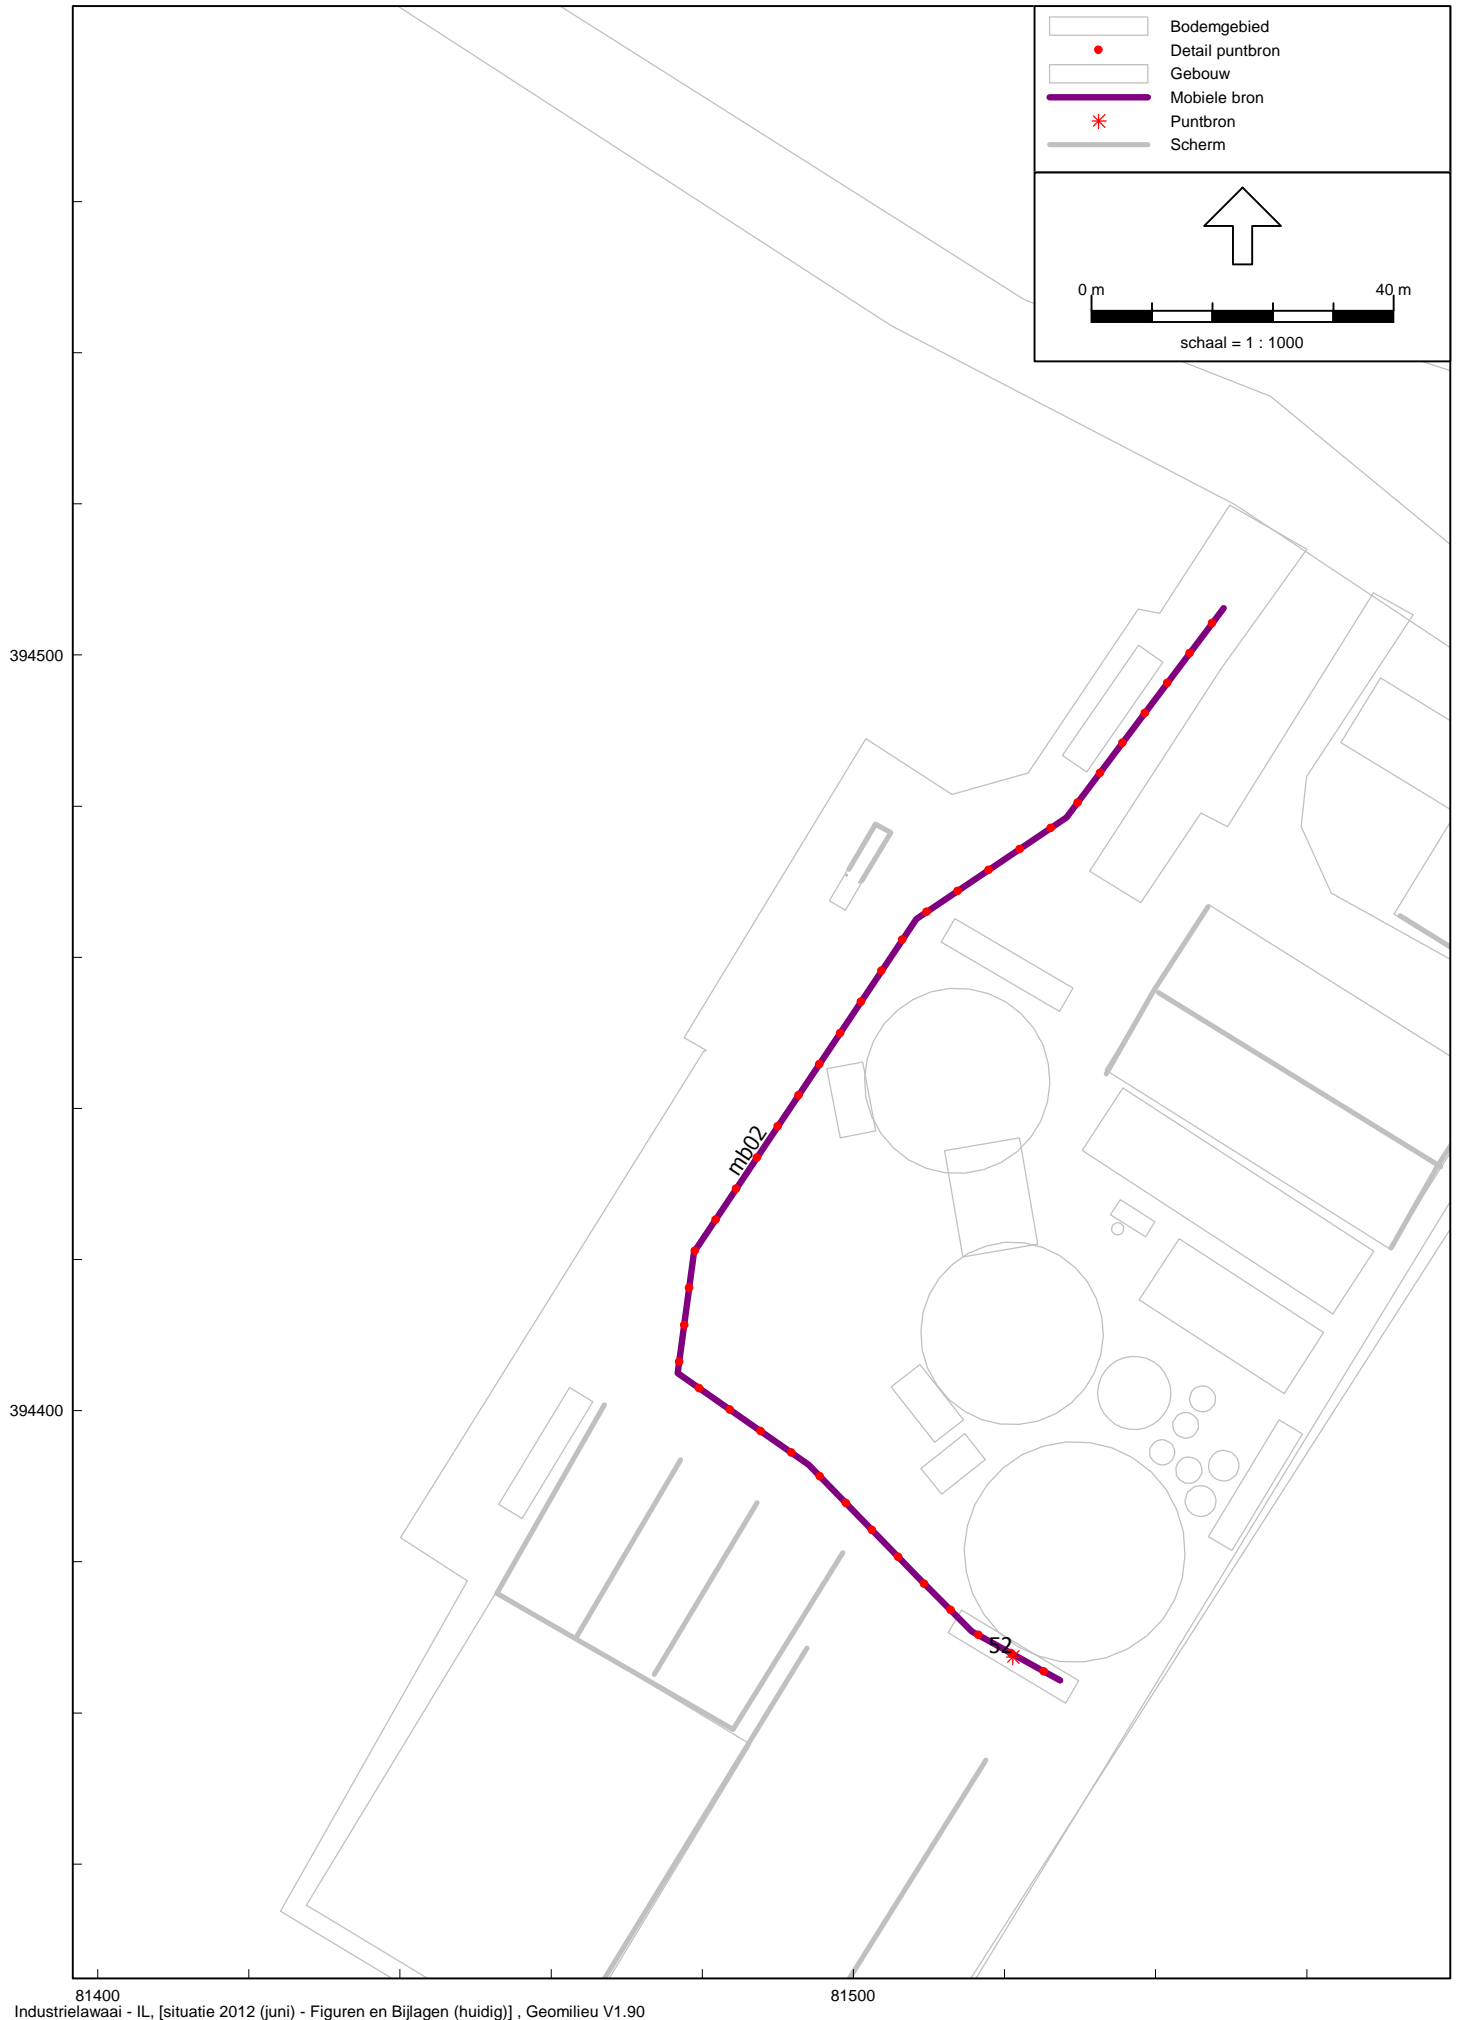 Bodemgebied
Detail puntbron
Gebouw
Mobiele bron
Puntbron
Scherm
0 m 40 m
schaal = 1 : 1000
394500
mb02
394400
52
81400 81500
Industrielawaai - IL, [situatie 2012 (juni) - Figuren en Bijlagen (huidig)] , Geomilieu V1.90